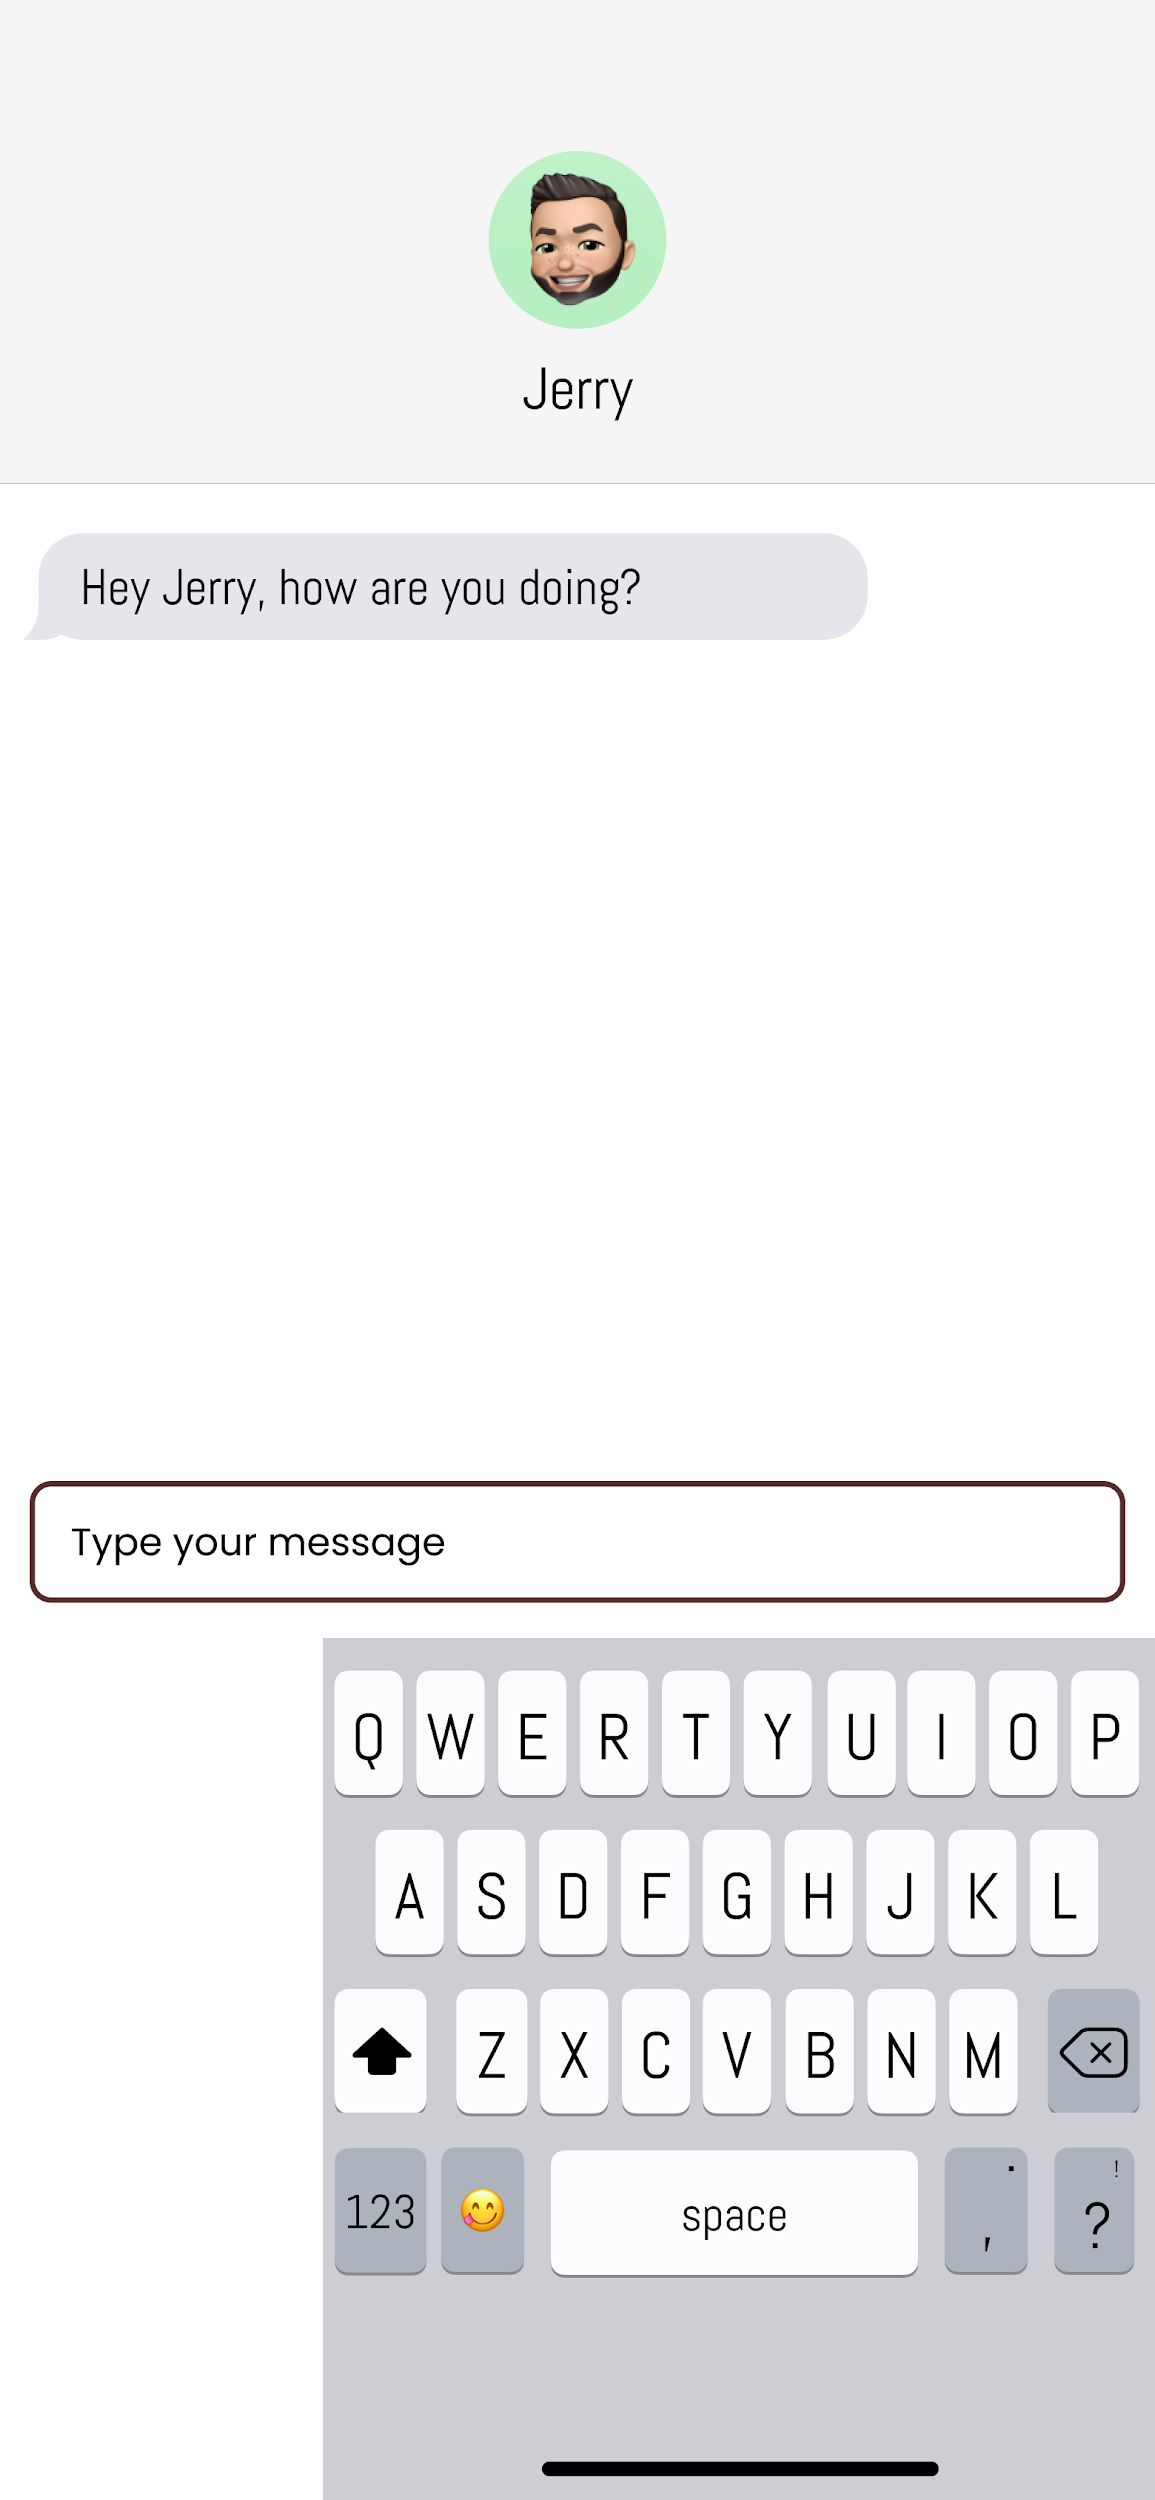 Jerry
Hey Jerry, how are you doing?
Type your message
Q W E R T Y U I O P
A S D F G H J K L
Z X C V B N M
123 space . , ! ?